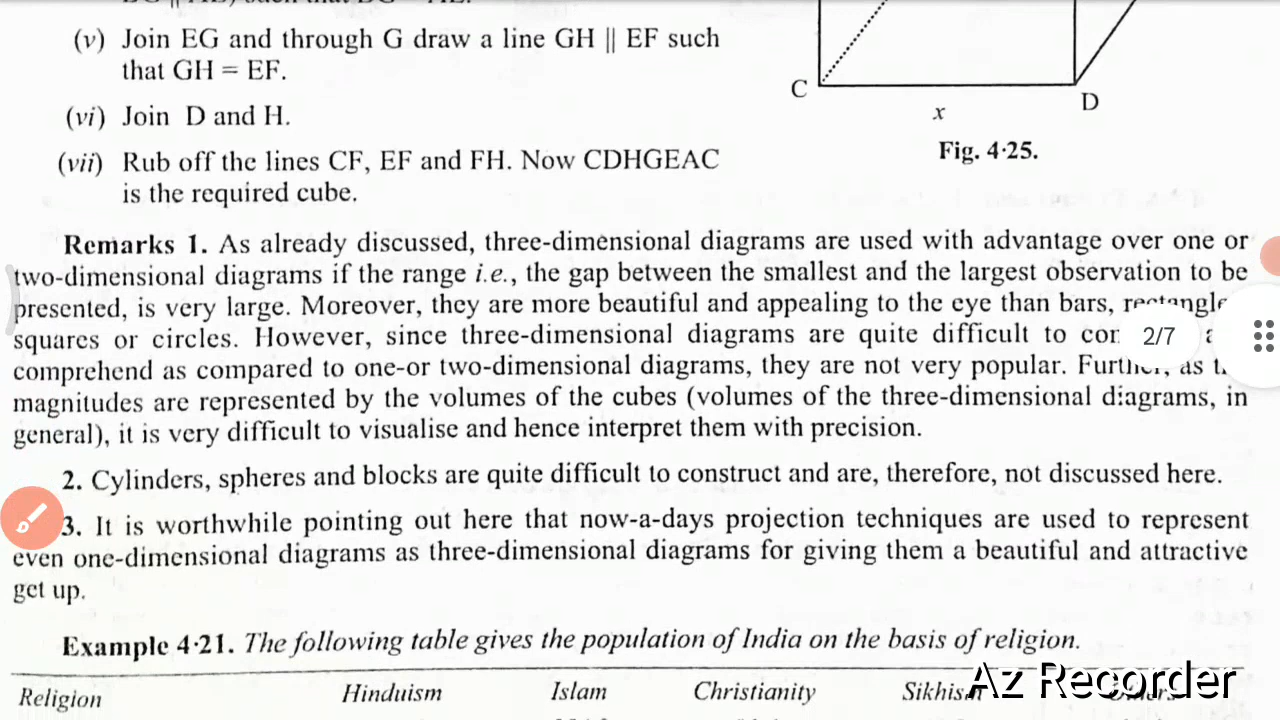 (v) Join EG and through G draw a line GH || EF such
that GH = EF.
(vi) Join D and H.
(vii) Rub off the lines CF, EF and FH. Now CDHGEAC
is the required cube.
C
D
x
Fig. 4·25.
Remarks 1. As already discussed, three-dimensional diagrams are used with advantage over one or
two-dimensional diagrams if the range i.e., the gap between the smallest and the largest observation to be
presented, is very large. Moreover, they are more beautiful and appealing to the eye than bars,
squares or circles. However, since three-dimensional diagrams are quite difficult to
comprehend as compared to one-or two-dimensional diagrams, they are not very popular. Further, as
magnitudes are represented by the volumes of the cubes (volumes of the three-dimensional diagrams, in
general), it is very difficult to visualise and hence interpret them with precision.
2/7
2. Cylinders, spheres and blocks are quite difficult to construct and are, therefore, not discussed here.
3. It is worthwhile pointing out here that now-a-days projection techniques are used to represent
even one-dimensional diagrams as three-dimensional diagrams for giving them a beautiful and attractive
get up.
Example 4·21. The following table gives the population of India on the basis of religion.
Religion Hinduism Islam Christianity Sikhism
Az Recorder